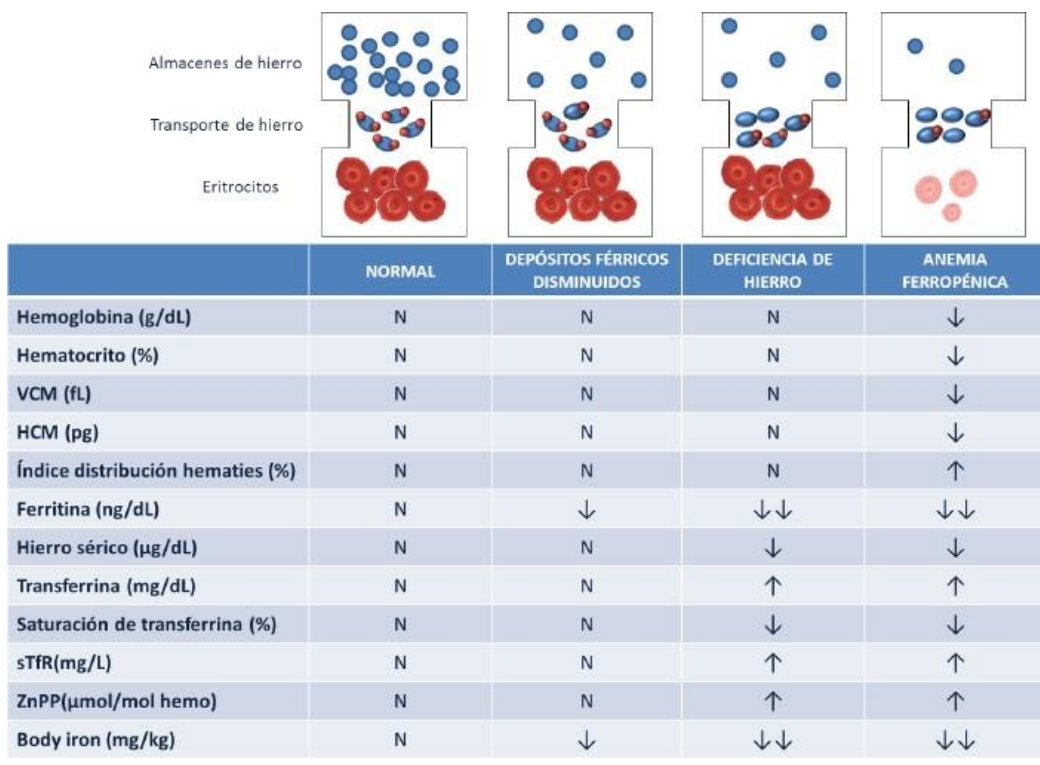 Almacenes de hierro
Transporte de hierro
Eritrocitos
NORMAL
DEPÓSITOS FÉRRICOS
DISMINUIDOS
DEFICIENCIA DE
HIERRO
ANEMIA
FERROPÉNICA
Hemoglobina (g/dL) N N N ↓
Hematocrito (%) N N N ↓
VCM (fL) N N N ↓
HCM (pg) N N N ↓
Índice distribución hematies (%) N N N ↑
Ferritina (ng/dL) N ↓ ↓↓ ↓↓
Hierro sérico (µg/dL) N N ↓ ↓
Transferrina (mg/dL) N N ↑ ↑
Saturación de transferrina (%) N N ↓ ↓
sTfR(mg/L) N N ↑ ↑
ZnPP(µmol/mol hemo) N N ↑ ↑
Body iron (mg/kg) N ↓ ↓↓ ↓↓